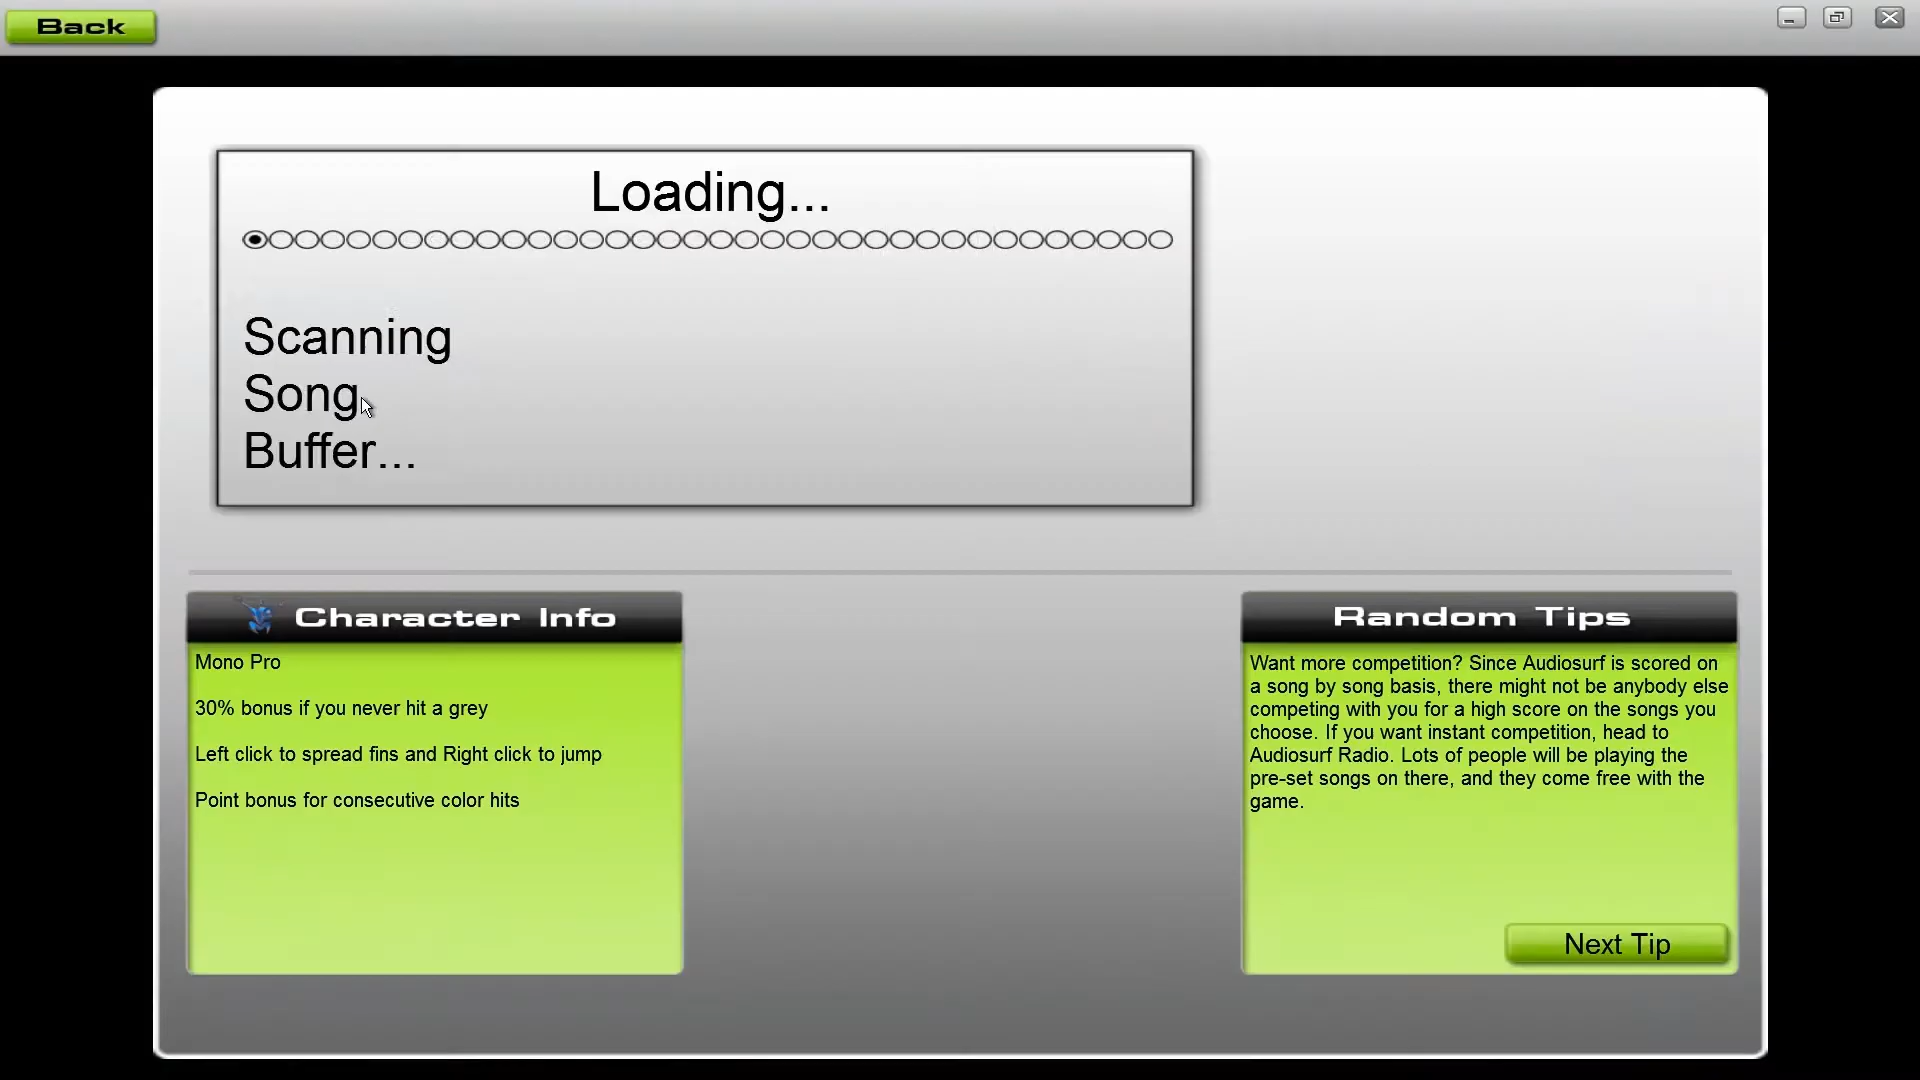 Back
Loading...
Scanning
Song
Buffer...
Character Info
Mono Pro
30% bonus if you never hit a grey
Left click to spread fins and Right click to jump
Point bonus for consecutive color hits
Random Tips
Want more competition? Since Audiosurf is scored on
a song by song basis, there might not be anybody else
competing with you for a high score on the songs you
choose. If you want instant competition, head to
Audiosurf Radio. Lots of people will be playing the
pre-set songs on there, and they come free with the
game.
Next Tip